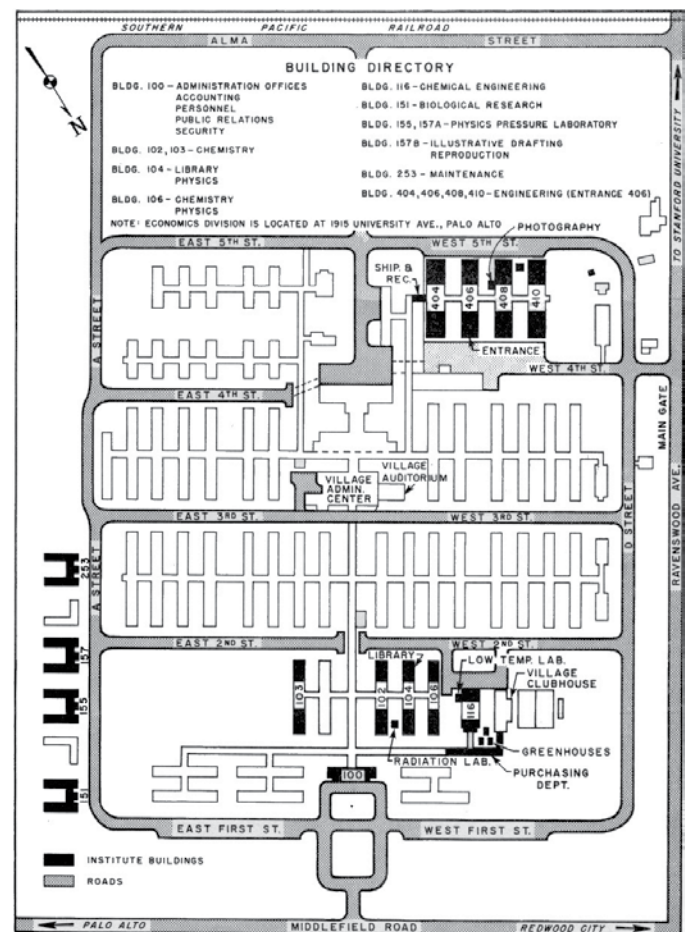 SOUTHERN PACIFIC RAILROAD
ALMA STREET
BUILDING DIRECTORY
BLDG. 100 – ADMINISTRATION OFFICES
ACCOUNTING
PERSONNEL
PUBLIC RELATIONS
SECURITY
BLDG. 102, 103 – CHEMISTRY
BLDG. 104 – LIBRARY
PHYSICS
BLDG. 106 – CHEMISTRY
PHYSICS
BLDG. 116 – CHEMICAL ENGINEERING
BLDG. 151 – BIOLOGICAL RESEARCH
BLDG. 155, 157A – PHYSICS PRESSURE LABORATORY
BLDG. 157B – ILLUSTRATIVE DRAFTING
REPRODUCTION
BLDG. 253 – MAINTENANCE
BLDG. 404, 406, 408, 410 – ENGINEERING (ENTRANCE 406)
NOTE: ECONOMICS DIVISION IS LOCATED AT 1915 UNIVERSITY AVE., PALO ALTO
N
TO STANFORD UNIVERSITY
EAST 5TH ST.
WEST 5TH ST.
PHOTOGRAPHY
SHIP. &
REC.
404
406
408
410
ENTRANCE
A STREET
EAST 4TH ST.
WEST 4TH ST.
MAIN GATE
RAVENSWOOD AVE.
D STREET
VILLAGE
AUDITORIUM
VILLAGE
ADMIN.
CENTER
EAST 3RD ST.
WEST 3RD ST.
A STREET
253
157
155
151
EAST 2ND ST.
WEST 2ND ST.
LIBRARY
LOW TEMP. LAB.
VILLAGE
CLUBHOUSE
103
102
104
106
116
GREENHOUSES
RADIATION LAB.
PURCHASING
DEPT.
100
EAST FIRST ST.
WEST FIRST ST.
INSTITUTE BUILDINGS
ROADS
PALO ALTO
MIDDLEFIELD ROAD
REDWOOD CITY